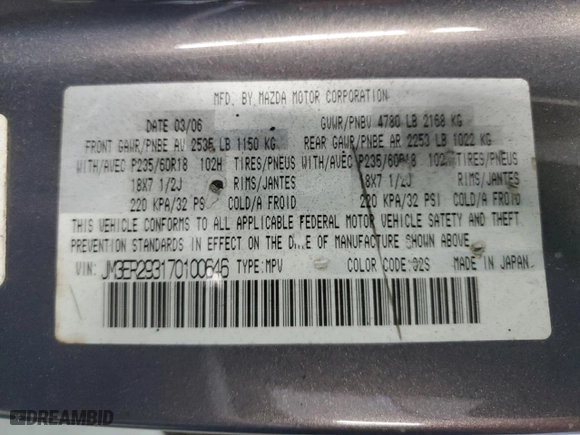 MFD. BY MAZDA MOTOR CORPORATION
DATE 03/06 GVWR/PNBV 4780 LB 2168 KG
FRONT GAWR/PNBE AV 2535 LB 1150 KG REAR GAWR/PNBE AR 2253 LB 1022 KG
WITH/AVEC P235/60R18 102H TIRES/PNEUS WITH/AVEC P235/60R18 102 TIRES/PNEUS
18X7 1/2J RIMS/JANTES 18X7 1/2J RIMS/JANTES
220 KPA/32 PSI COLD/A FROID 220 KPA/32 PSI COLD/A FROID
THIS VEHICLE CONFORMS TO ALL APPLICABLE FEDERAL MOTOR VEHICLE SAFETY AND THEFT
PREVENTION STANDARDS IN EFFECT ON THE OF MANUFACTURE SHOWN ABOVE.
VIN: JM3ER293170100646 TYPE:MPV COLOR CODE: 32S MADE IN JAPAN.
DREAMBID